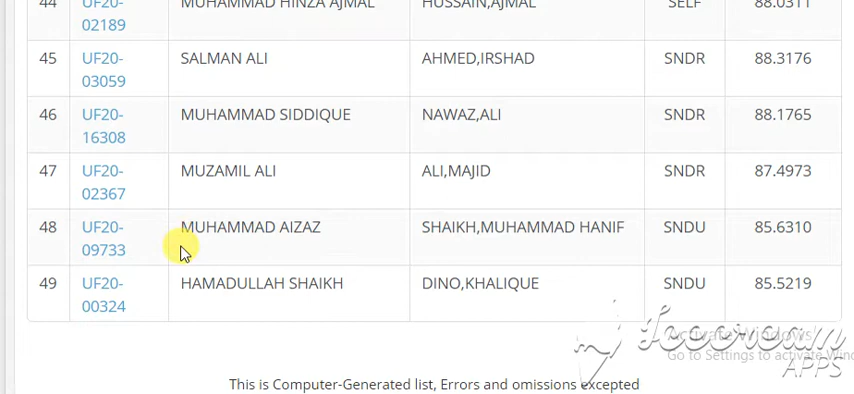 44 UF20- MUHAMMAD HINZA AJMAL HUSSAIN,AJMAL SELF 88.0311
02189
45 UF20- SALMAN ALI AHMED,IRSHAD SNDR 88.3176
03059
46 UF20- MUHAMMAD SIDDIQUE NAWAZ,ALI SNDR 88.1765
16308
47 UF20- MUZAMIL ALI ALI,MAJID SNDR 87.4973
02367
48 UF20- MUHAMMAD AIZAZ SHAIKH,MUHAMMAD HANIF SNDU 85.6310
09733
49 UF20- HAMADULLAH SHAIKH DINO,KHALIQUE SNDU 85.5219
00324
Icecream
APPS
Activate Windows
Go to Settings to activate Win
This is Computer-Generated list, Errors and omissions excepted